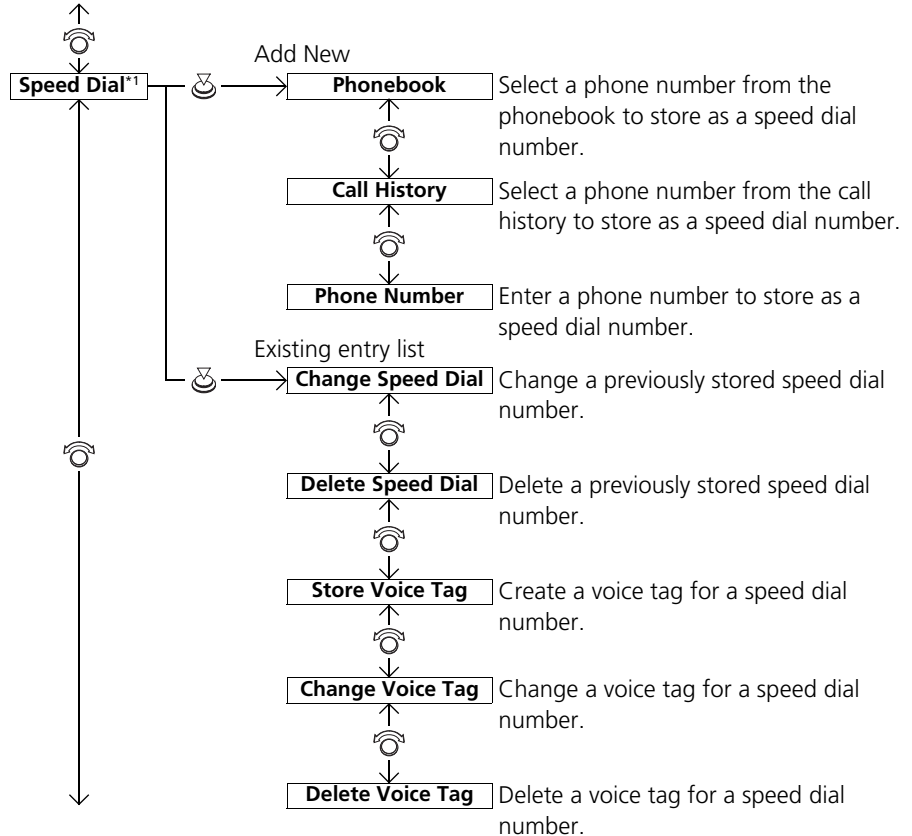 Add New
Speed Dial*1
Phonebook
Select a phone number from the
phonebook to store as a speed dial
number.
Call History
Select a phone number from the call
history to store as a speed dial number.
Phone Number
Enter a phone number to store as a
speed dial number.
Existing entry list
Change Speed Dial
Change a previously stored speed dial
number.
Delete Speed Dial
Delete a previously stored speed dial
number.
Store Voice Tag
Create a voice tag for a speed dial
number.
Change Voice Tag
Change a voice tag for a speed dial
number.
Delete Voice Tag
Delete a voice tag for a speed dial
number.